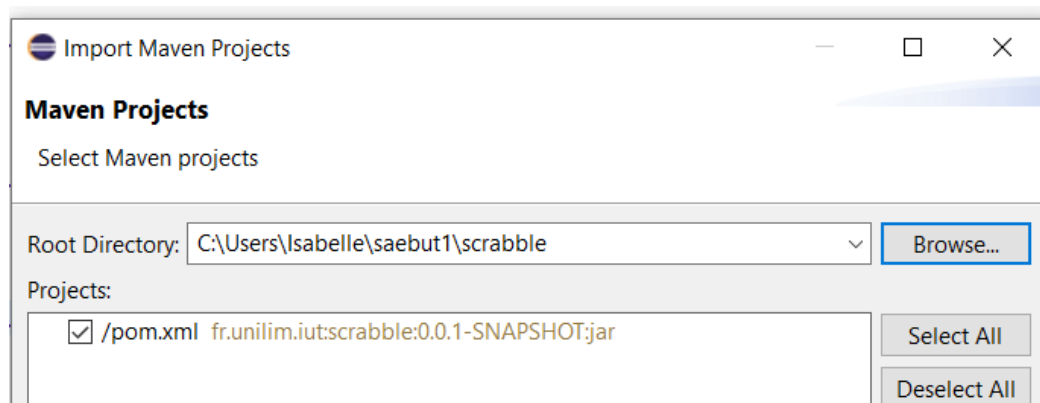 Import Maven Projects
Maven Projects
Select Maven projects
Root Directory: C:\Users\Isabelle\saebut1\scrabble Browse...
Projects:
/pom.xml fr.unilim.iut:scrabble:0.0.1-SNAPSHOT:jar
Select All
Deselect All